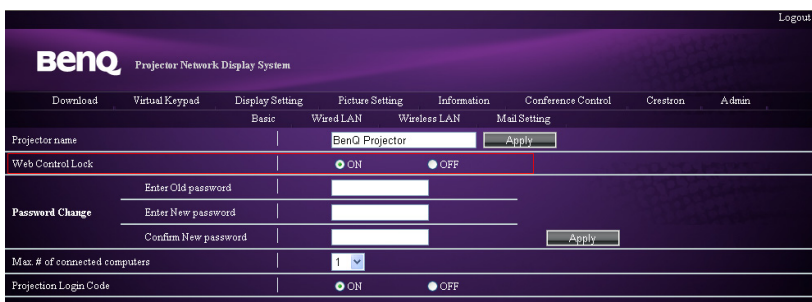 Logout
BenQ Projector Network Display System
Download Virtual Keypad Display Setting Picture Setting Information Conference Control Crestron Admin
Basic Wired LAN Wireless LAN Mail Setting
Projector name BenQ Projector Apply
Web Control Lock ON OFF
Enter Old password
Password Change Enter New password
Confirm New password Apply
Max. # of connected computers 1
Projection Login Code ON OFF